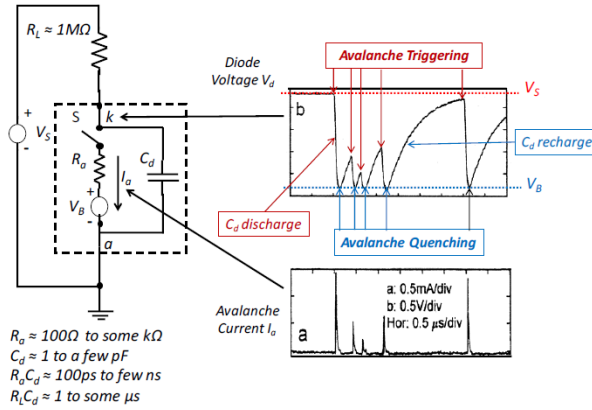 R_L ≈ 1MΩ
Diode
Voltage V_d
Avalanche Triggering
V_S
b
S
k
+
V_S
-
R_a
I_a
C_d
+
V_B
-
a
C_d recharge
V_B
C_d discharge
Avalanche Quenching
Avalanche
Current I_a
a: 0.5mA/div
b: 0.5V/div
Hor: 0.5 µs/div
a
R_a ≈ 100Ω to some kΩ
C_d ≈ 1 to a few pF
R_aC_d ≈ 100ps to few ns
R_LC_d ≈ 1 to some µs